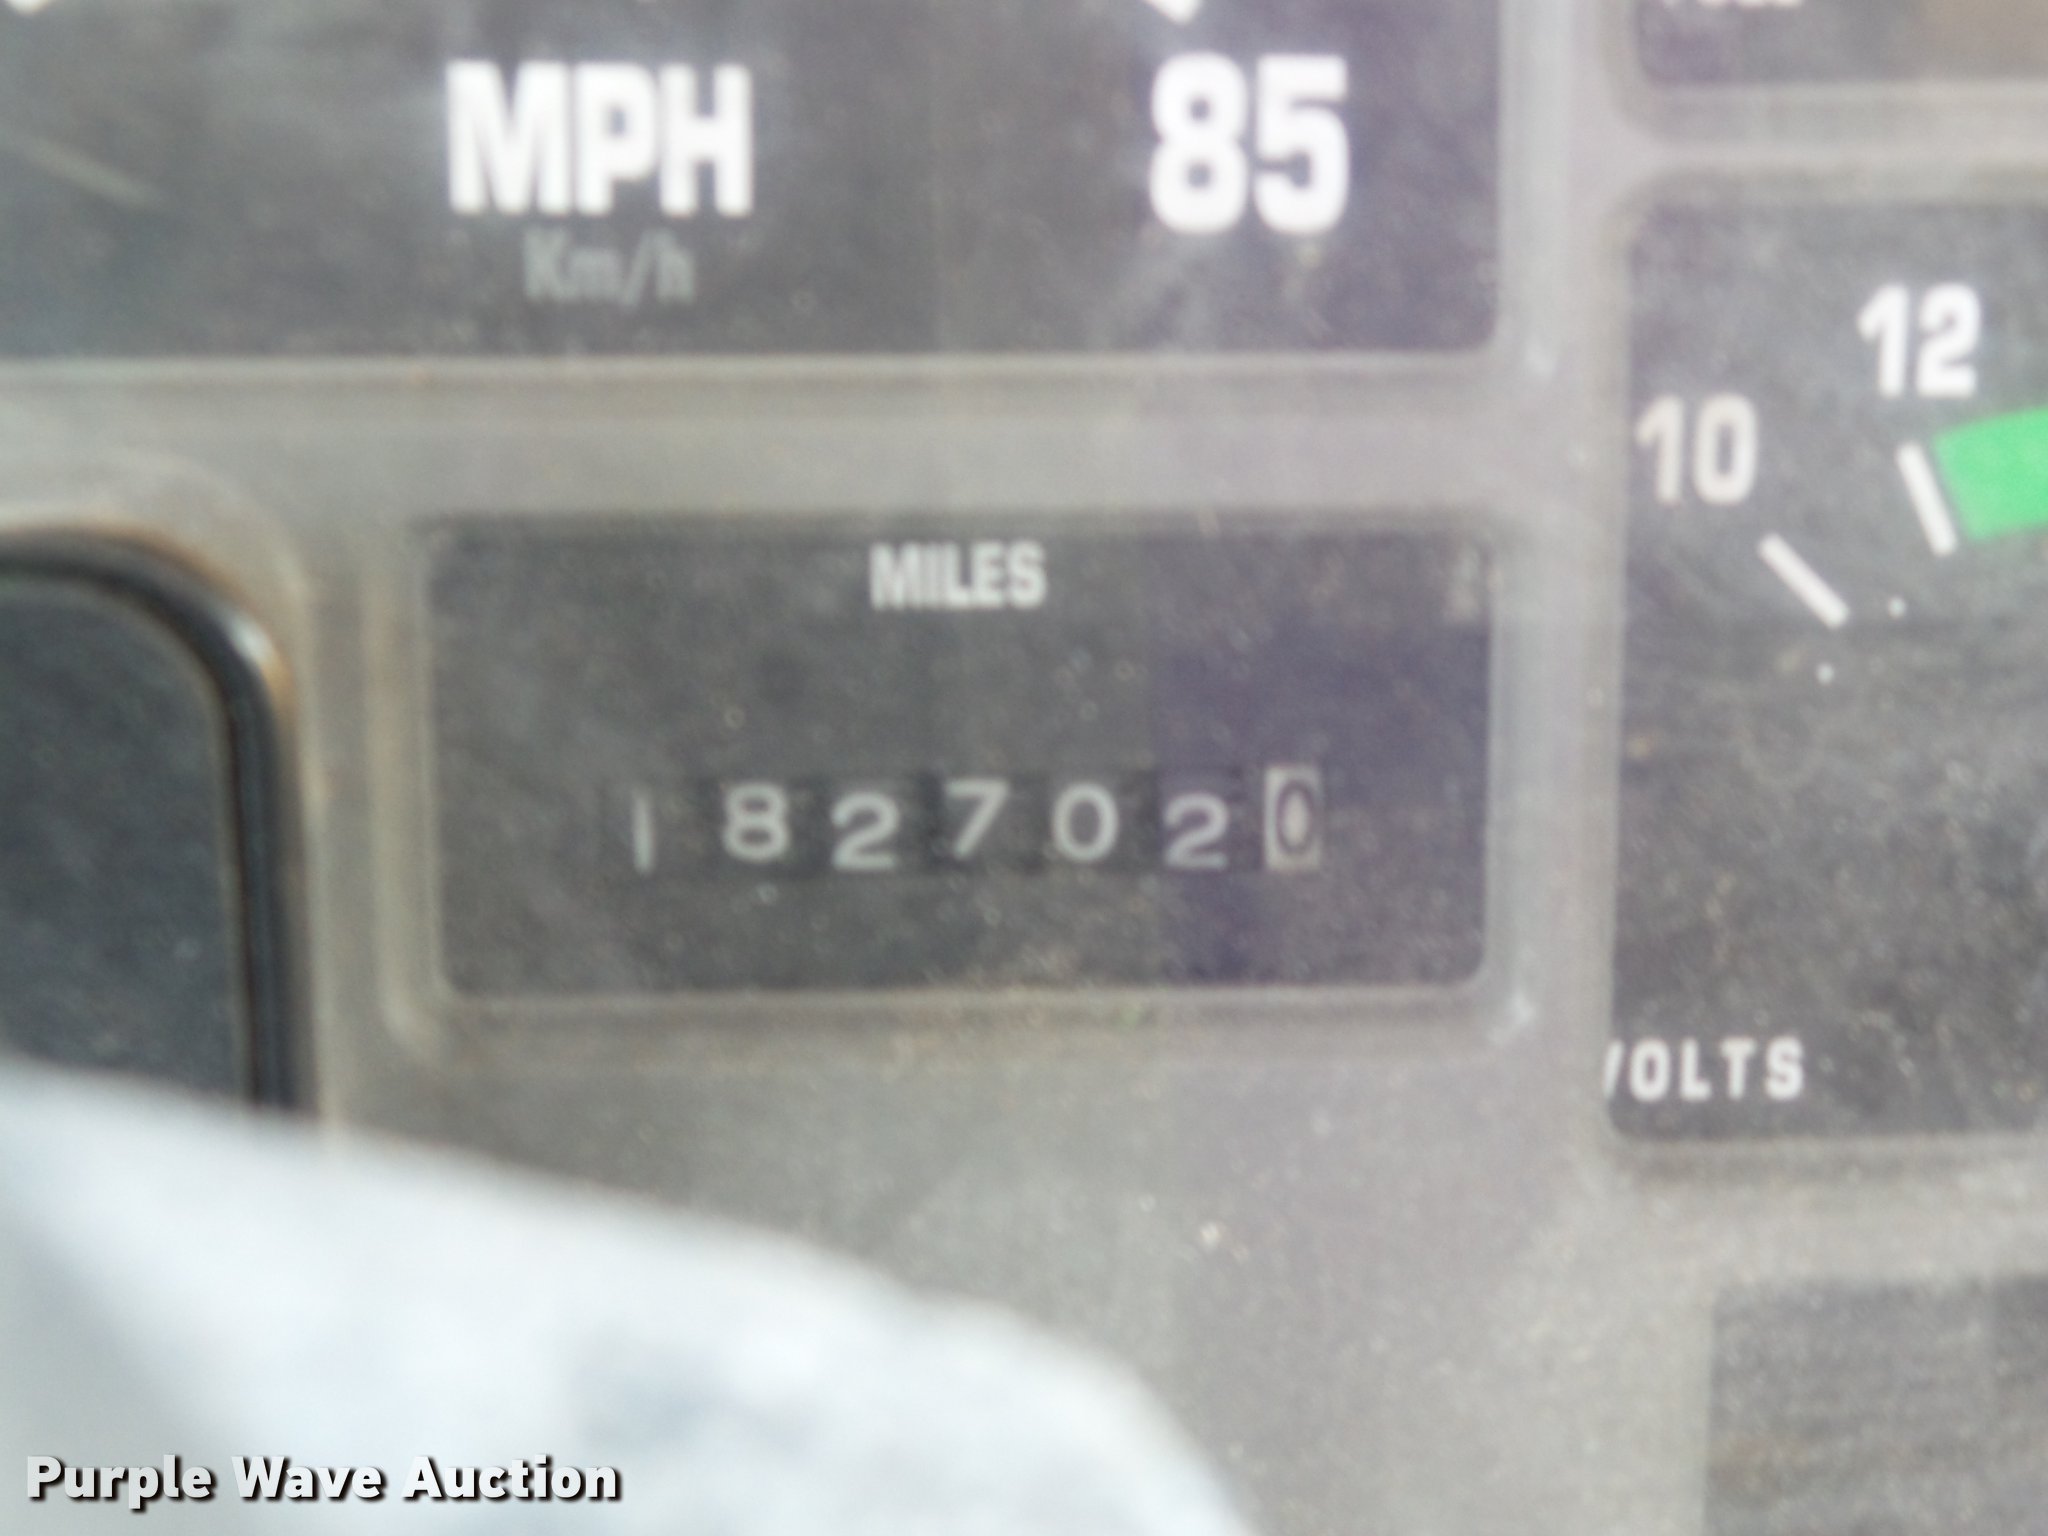 MPH
85
Km/h
12
10
MILES
1827020
VOLTS
Purple Wave Auction